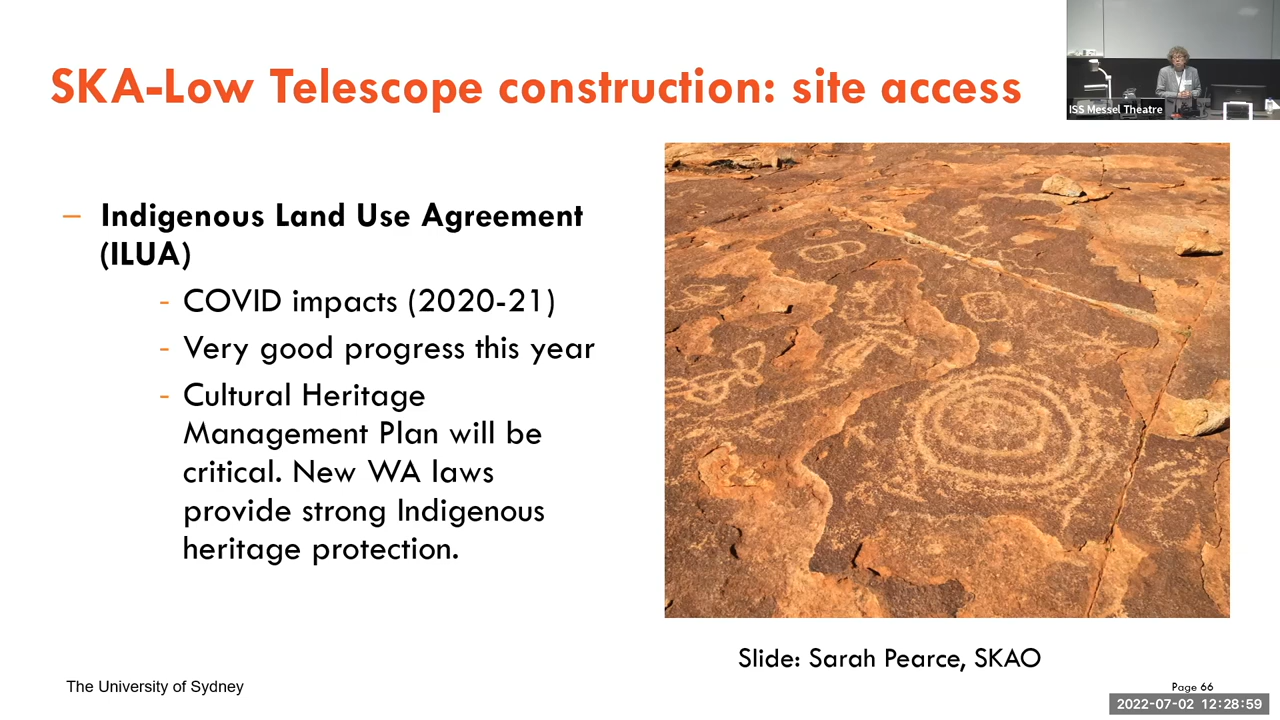 SKA-Low Telescope construction: site access
ISS Messel Theatre
– Indigenous Land Use Agreement
(ILUA)
- COVID impacts (2020-21)
- Very good progress this year
- Cultural Heritage
Management Plan will be
critical. New WA laws
provide strong Indigenous
heritage protection.
Slide: Sarah Pearce, SKAO
The University of Sydney
Page 66
2022-07-02 12:28:59